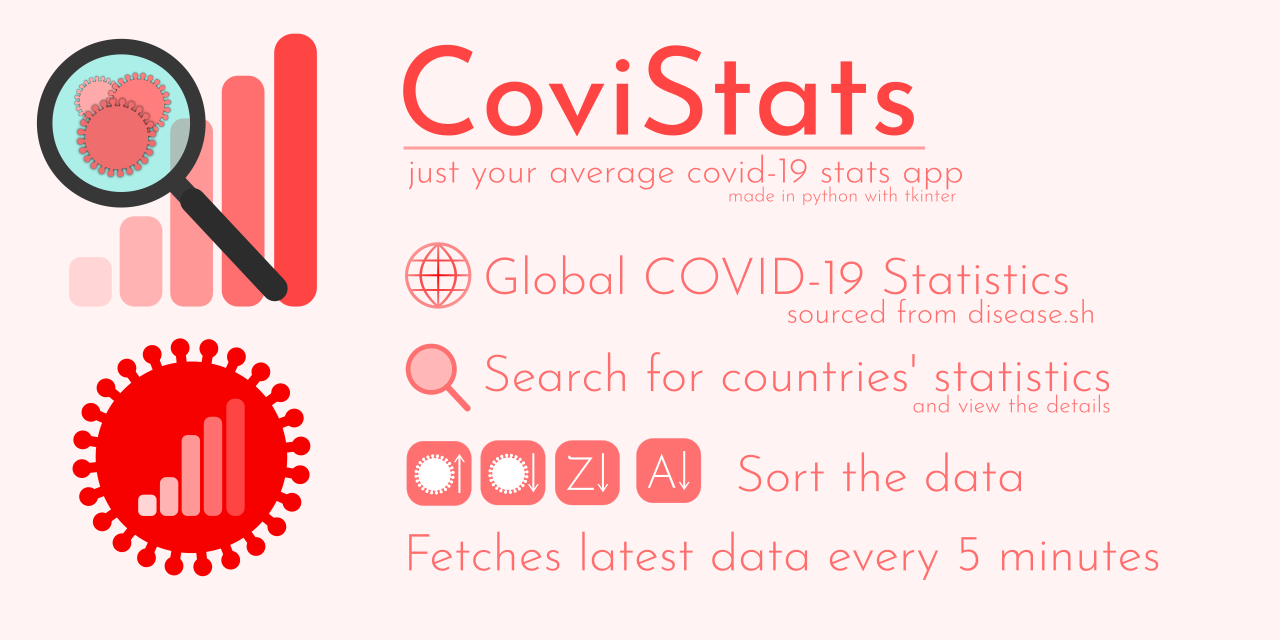 CoviStats
just your average covid-19 stats app
made in python with tkinter
Global COVID-19 Statistics
sourced from disease.sh
Search for countries' statistics
and view the details
Z A Sort the data
Fetches latest data every 5 minutes